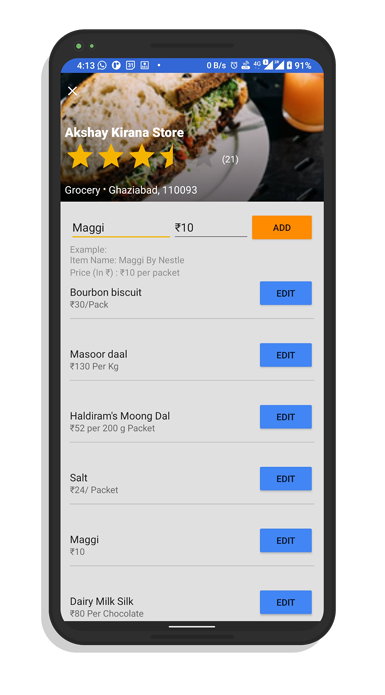 4:13
0 B/s 4G 91%
Akshay Kirana Store
(21)
Grocery • Ghaziabad, 110093
Maggi ₹10 ADD
Example:
Item Name: Maggi By Nestle
Price (In ₹) : ₹10 per packet
Bourbon biscuit EDIT
₹30/Pack
Masoor daal EDIT
₹130 Per Kg
Haldiram's Moong Dal EDIT
₹52 per 200 g Packet
Salt EDIT
₹24/ Packet
Maggi EDIT
₹10
Dairy Milk Silk EDIT
₹80 Per Chocolate